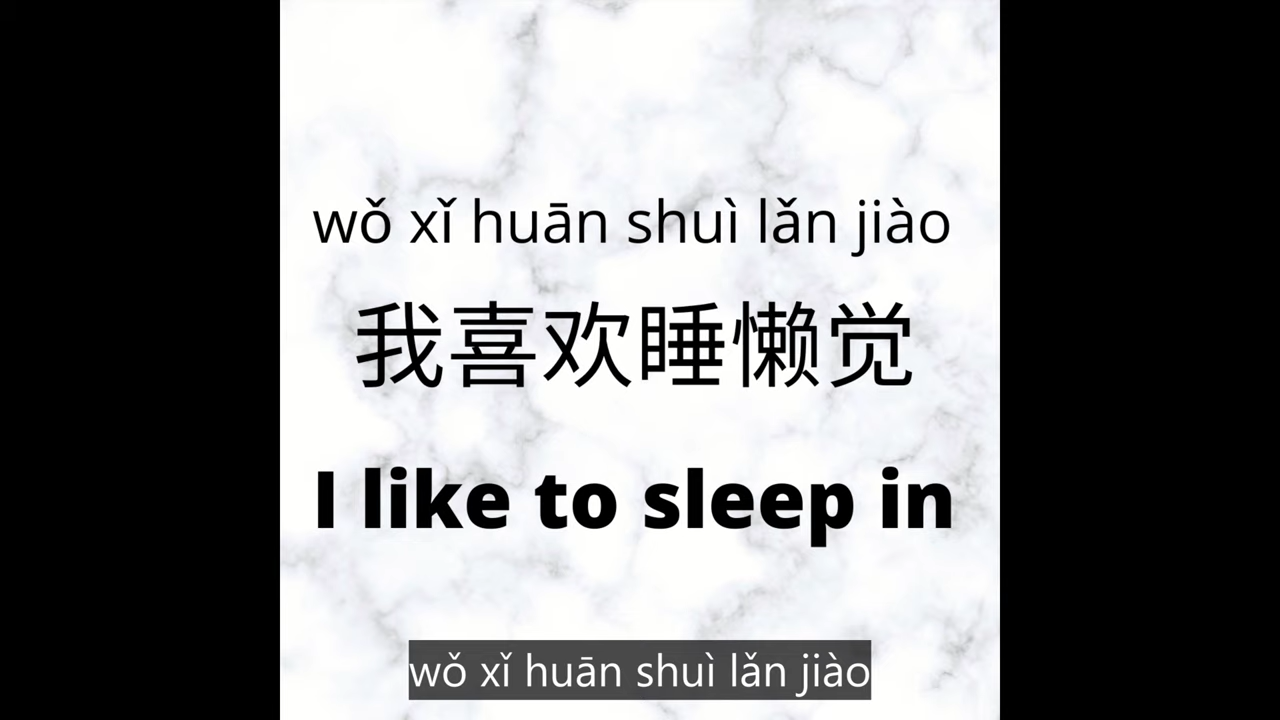 wǒ xǐ huān shuì lǎn jiào
我喜欢睡懒觉
I like to sleep in
wǒ xǐ huān shuì lǎn jiào